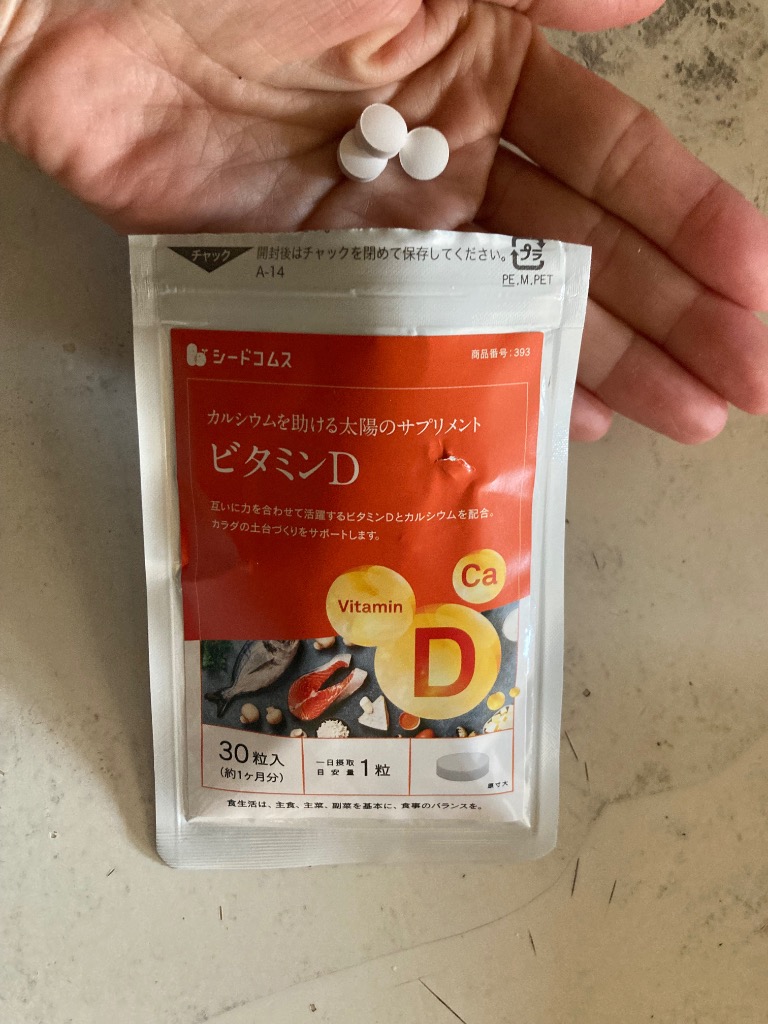 チャック
開封後はチャックを閉めて保存してください。
プラ
A-14
PE.M.PET
シードコムス
商品番号:393
カルシウムを助ける太陽のサプリメント
ビタミンD
互いに力を合わせて活躍するビタミンDとカルシウムを配合。
カラダの土台づくりをサポートします。
Ca
Vitamin
D
30粒入
(約1ヶ月分)
一日摂取
目安量
1粒
原寸大
食生活は、主食、主菜、副菜を基本に、食事のバランスを。